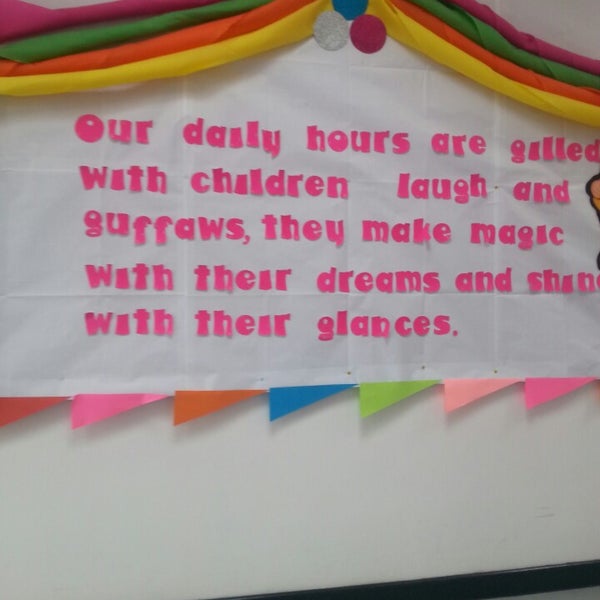 Our daily hours are gilled
with children laugh and
guffaws, they make magic
with their dreams and shin
with their glances.